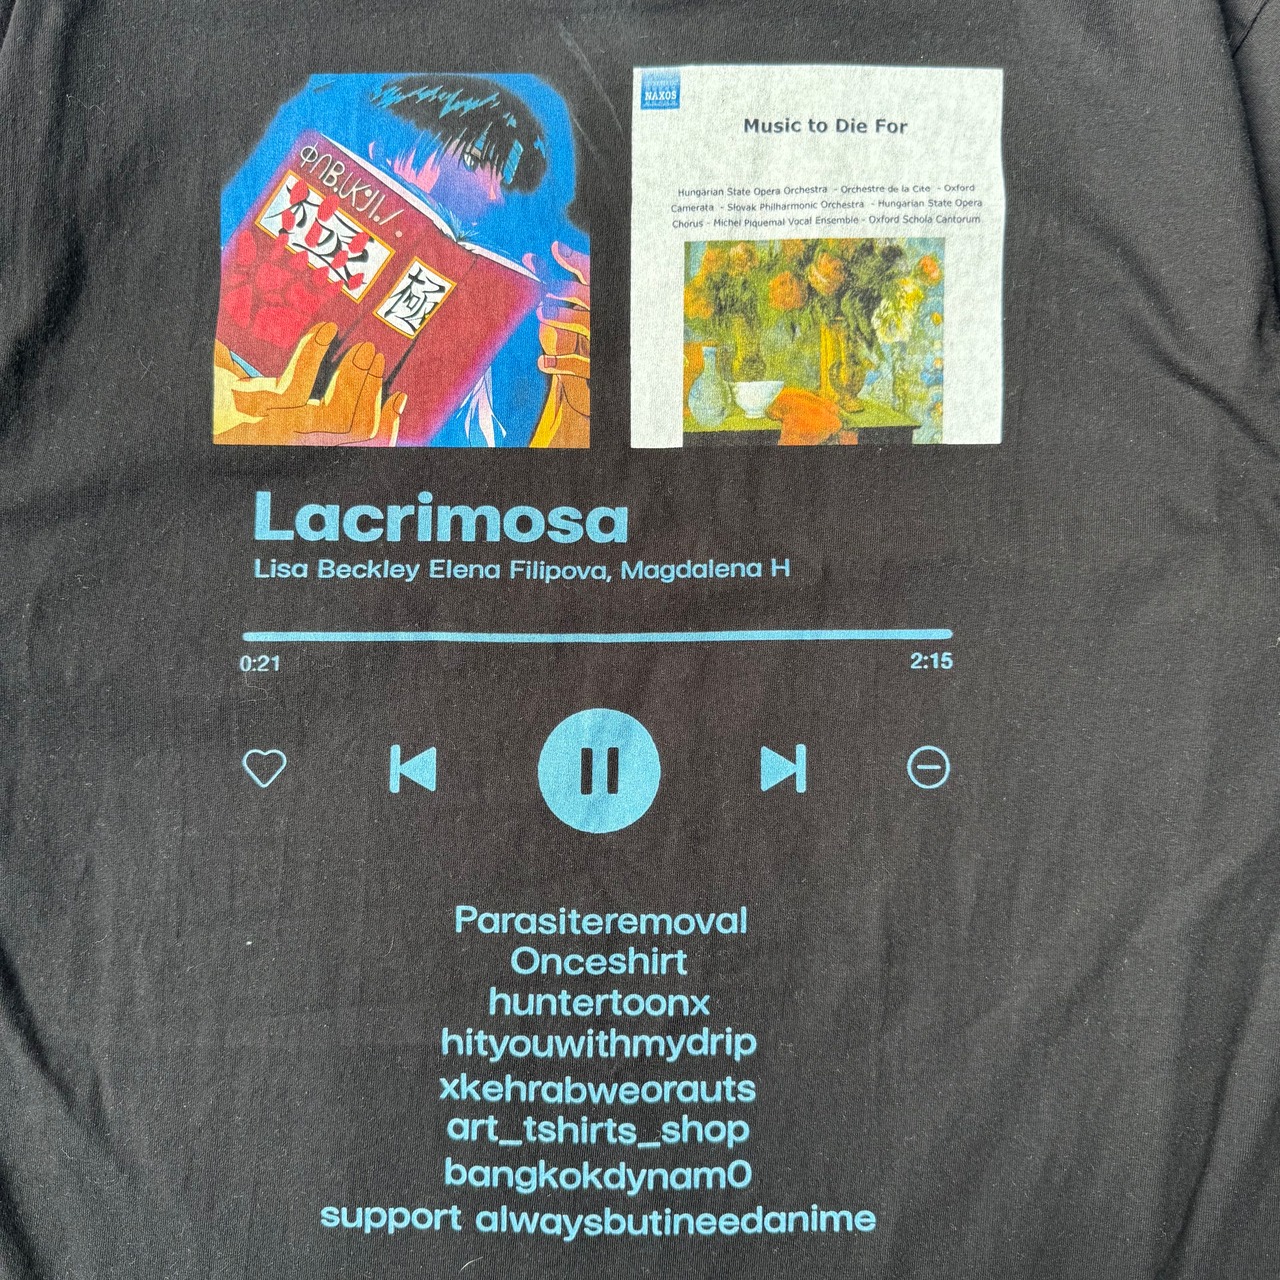 極
NAXOS
Music to Die For
Hungarian State Opera Orchestra - Orchestre de la Cite - Oxford
Camerata - Slovak Philharmonic Orchestra - Hungarian State Opera
Chorus - Michel Piquemal Vocal Ensemble - Oxford Schola Cantorum
Lacrimosa
Lisa Beckley Elena Filipova, Magdalena H
0:21
2:15
Parasiteremoval
Onceshirt
huntertoonx
hityouwithmydrip
xkehrabweorauts
art_tshirts_shop
bangkokdynam0
support alwaysbutineedanime